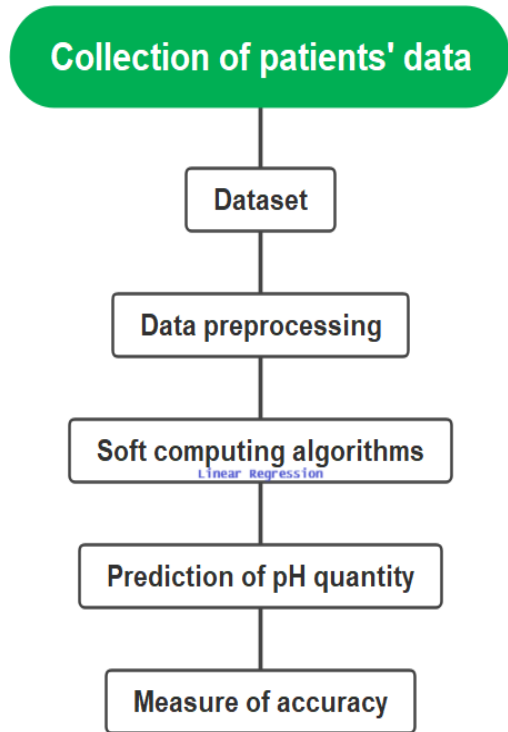 Collection of patients' data
Dataset
Data preprocessing
Soft computing algorithms
Linear Regression
Prediction of pH quantity
Measure of accuracy